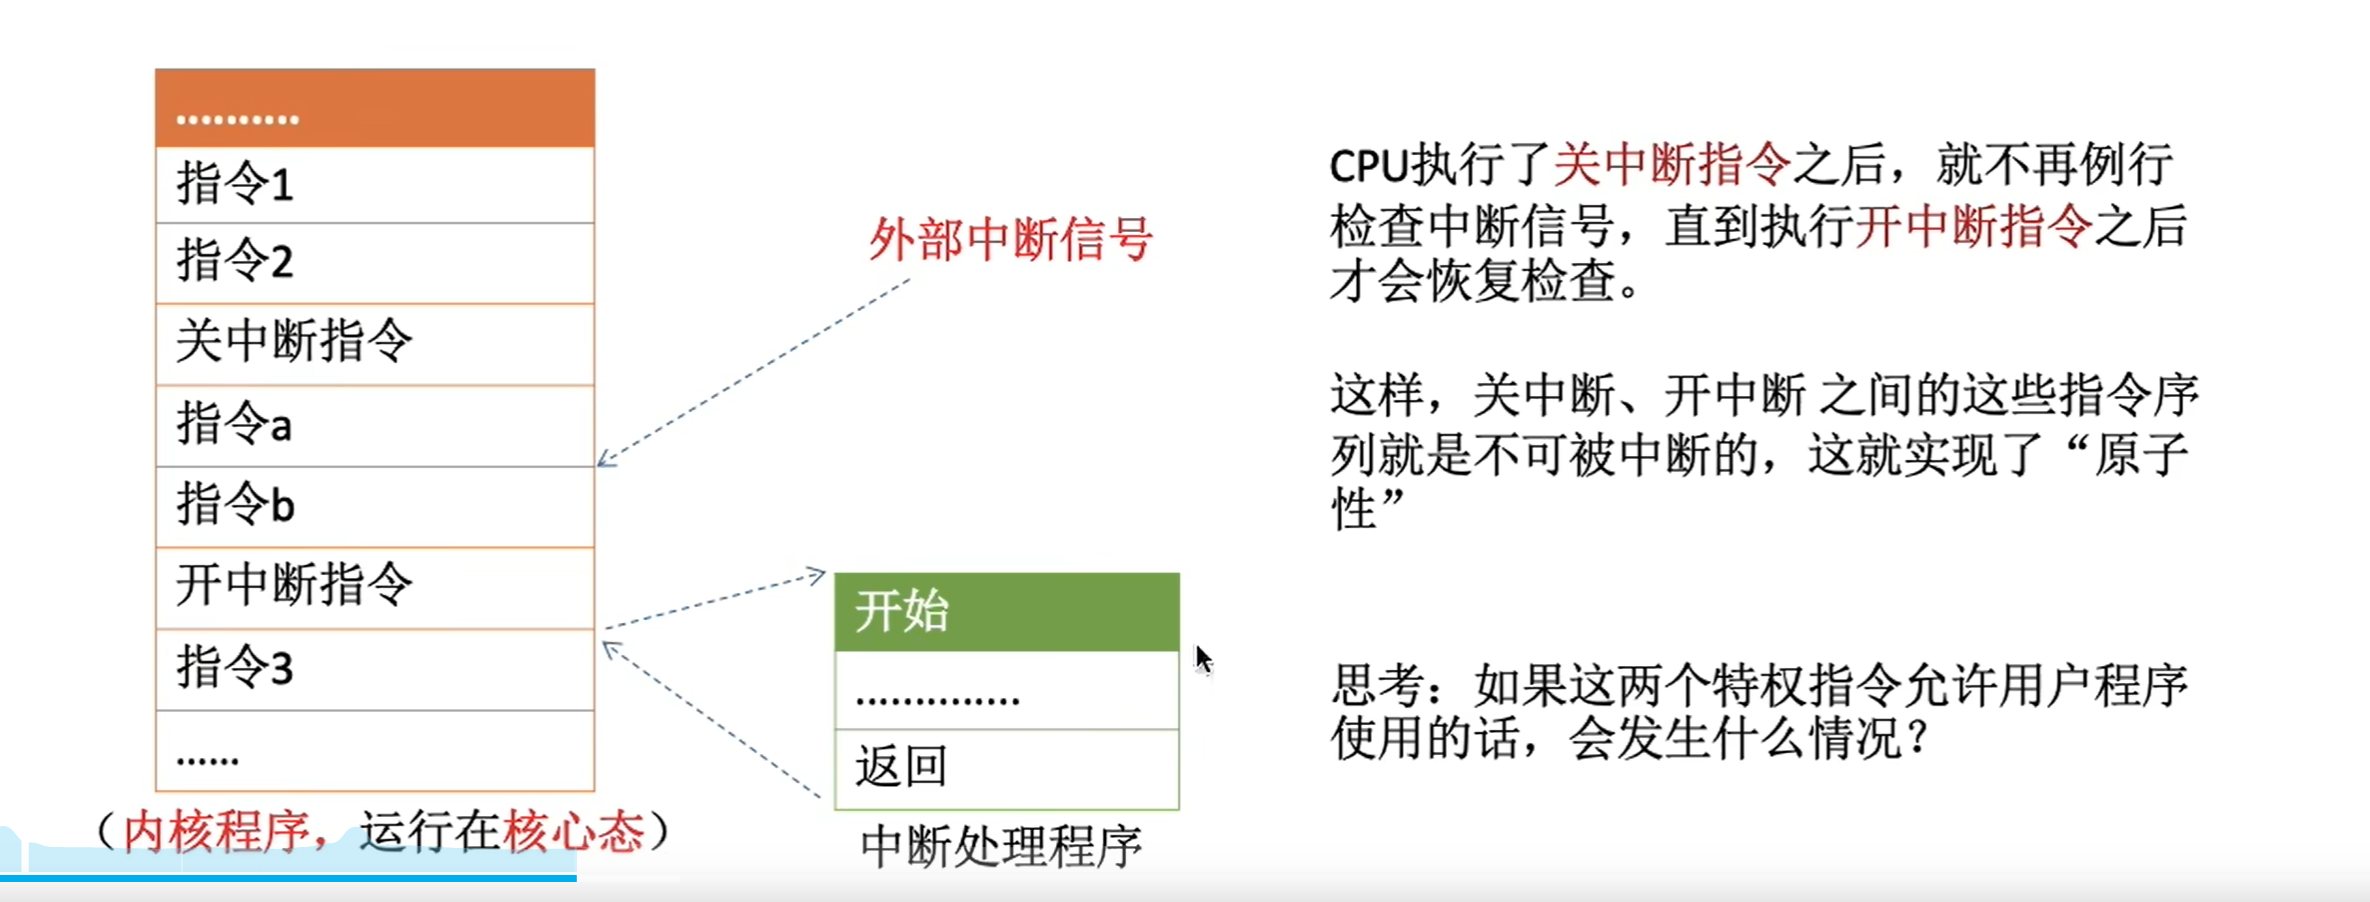 ..........
指令1
指令2
关中断指令
指令a
指令b
开中断指令
指令3
......
（内核程序，运行在核心态）
外部中断信号
开始
..............
返回
中断处理程序
CPU执行了关中断指令之后，就不再例行
检查中断信号，直到执行开中断指令之后
才会恢复检查。
这样，关中断、开中断 之间的这些指令序
列就是不可被中断的，这就实现了“原子
性”
思考：如果这两个特权指令允许用户程序
使用的话，会发生什么情况？